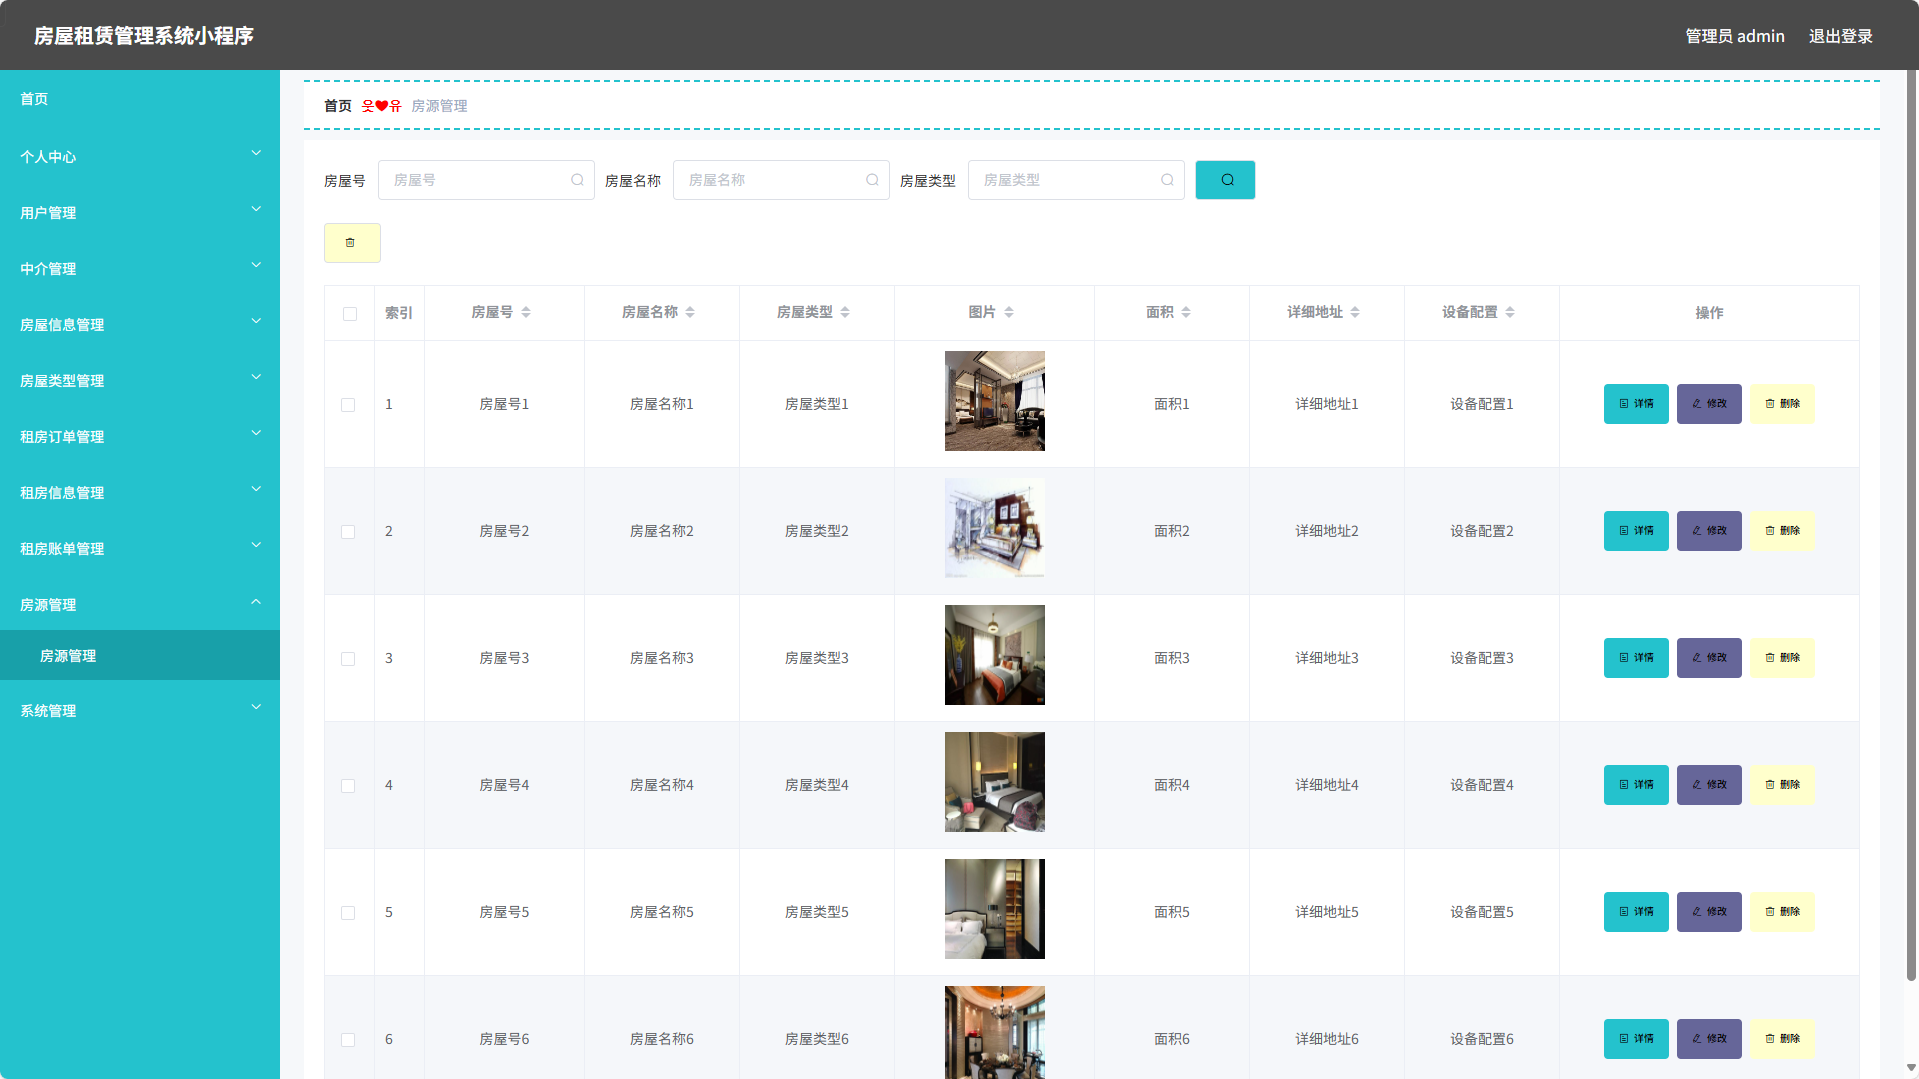 房屋租赁管理系统小程序
管理员 admin 退出登录
首页
个人中心
用户管理
中介管理
房屋信息管理
房屋类型管理
租房订单管理
租房信息管理
租房账单管理
房源管理
房源管理
系统管理
首页 웃❤유 房源管理
房屋号 房屋号 房屋名称 房屋名称 房屋类型 房屋类型
索引 房屋号 房屋名称 房屋类型 图片 面积 详细地址 设备配置 操作
1 房屋号1 房屋名称1 房屋类型1 面积1 详细地址1 设备配置1 详情 修改 删除
2 房屋号2 房屋名称2 房屋类型2 面积2 详细地址2 设备配置2 详情 修改 删除
3 房屋号3 房屋名称3 房屋类型3 面积3 详细地址3 设备配置3 详情 修改 删除
4 房屋号4 房屋名称4 房屋类型4 面积4 详细地址4 设备配置4 详情 修改 删除
5 房屋号5 房屋名称5 房屋类型5 面积5 详细地址5 设备配置5 详情 修改 删除
6 房屋号6 房屋名称6 房屋类型6 面积6 详细地址6 设备配置6 详情 修改 删除